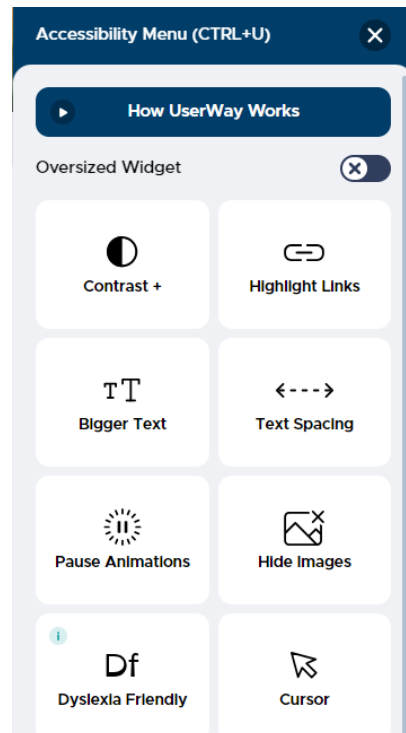 Accessibility Menu (CTRL+U)
How UserWay Works
Oversized Widget
Contrast +
Highlight Links
TT
Bigger Text
Text Spacing
Pause Animations
Hide Images
i
Df
Dyslexia Friendly
Cursor